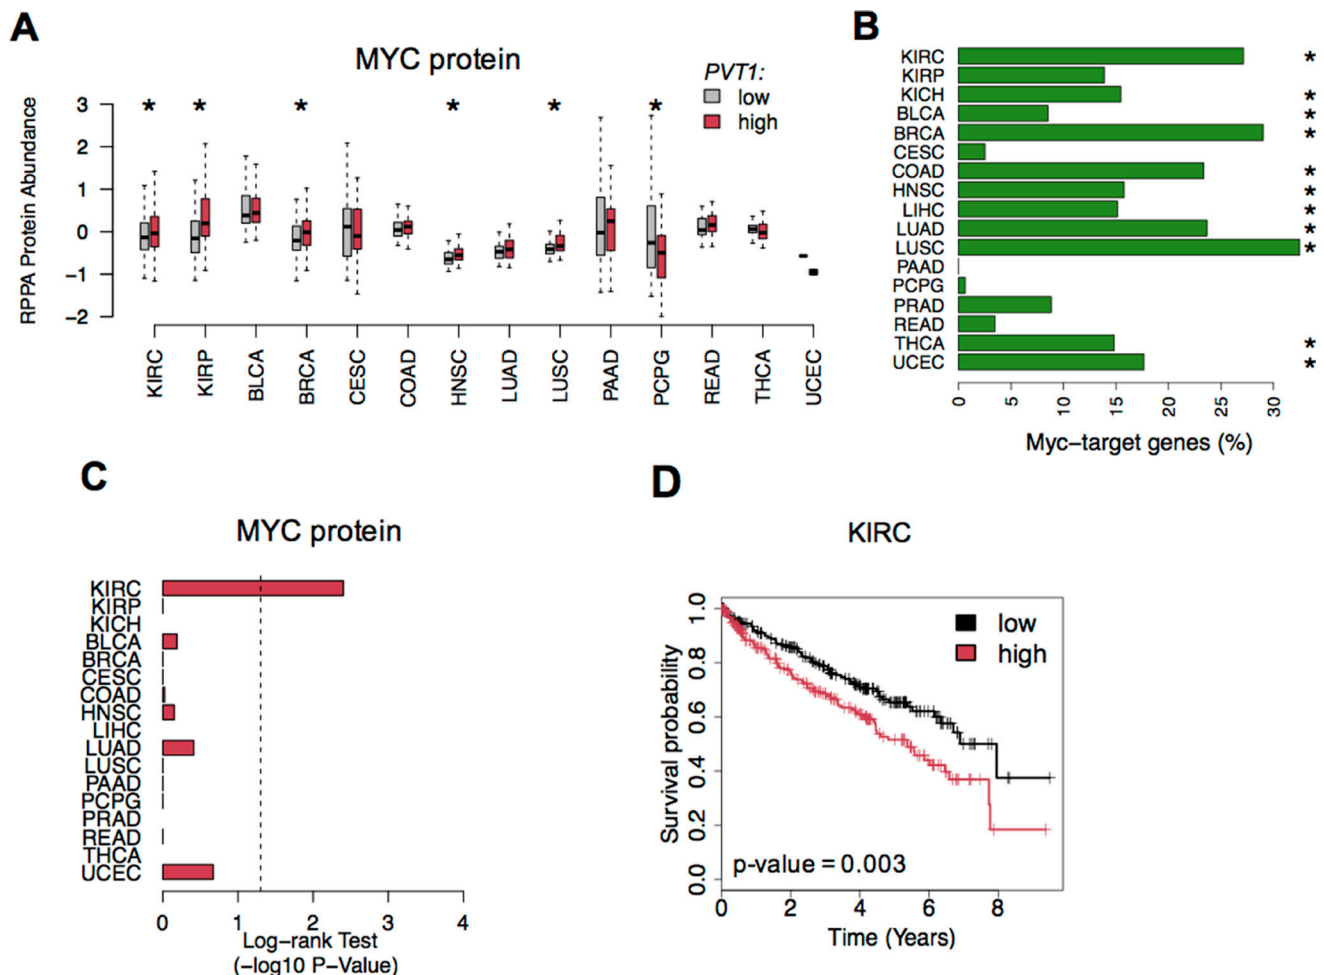 A
MYC protein
PVT1:
low
high
RPPA Protein Abundance
3
2
1
0
−1
−2
* * * * * *
KIRC KIRP BLCA BRCA CESC COAD HNSC LUAD LUSC PAAD PCPG READ THCA UCEC
B
KIRC *
KIRP
KICH *
BLCA *
BRCA *
CESC
COAD *
HNSC *
LIHC *
LUAD *
LUSC *
PAAD
PCPG
PRAD
READ
THCA *
UCEC *
0 5 10 15 20 25 30
Myc−target genes (%)
C
MYC protein
KIRC
KIRP
KICH
BLCA
BRCA
CESC
COAD
HNSC
LIHC
LUAD
LUSC
PAAD
PCPG
PRAD
READ
THCA
UCEC
0 1 2 3 4
Log−rank Test
(−log10 P−Value)
D
KIRC
low
high
Survival probability
1.0
0.8
0.6
0.4
0.2
0.0
p-value = 0.003
0 2 4 6 8
Time (Years)